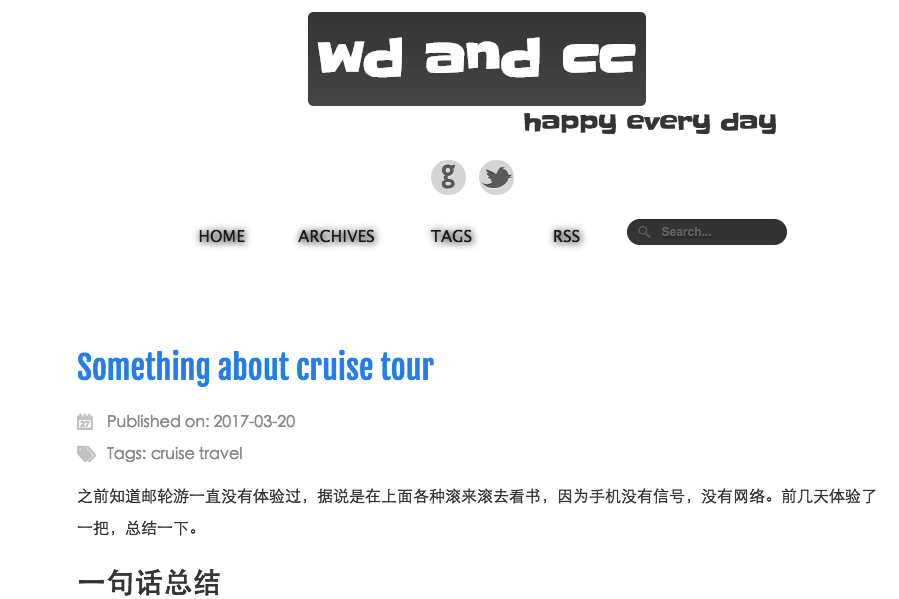 wd and cc
happy every day
g
HOME ARCHIVES TAGS RSS Search...
Something about cruise tour
27 Published on: 2017-03-20
Tags: cruise travel
之前知道邮轮游一直没有体验过，据说是在上面各种滚来滚去看书，因为手机没有信号，没有网络。前几天体验了
一把，总结一下。
一句话总结